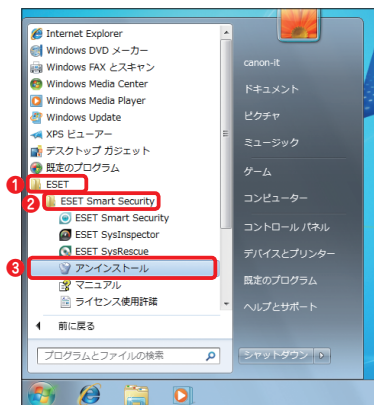 Internet Explorer
Windows DVD メーカー
Windows FAX とスキャン
Windows Media Center
Windows Media Player
Windows Update
XPS ビューアー
デスクトップ ガジェット
既定のプログラム
❶ ESET
❷ ESET Smart Security
ESET Smart Security
ESET SysInspector
ESET SysRescue
❸ アンインストール
マニュアル
ライセンス使用許諾
前に戻る
プログラムとファイルの検索
canon-it
ドキュメント
ピクチャ
ミュージック
ゲーム
コンピューター
コントロール パネル
デバイスとプリンター
既定のプログラム
ヘルプとサポート
シャットダウン